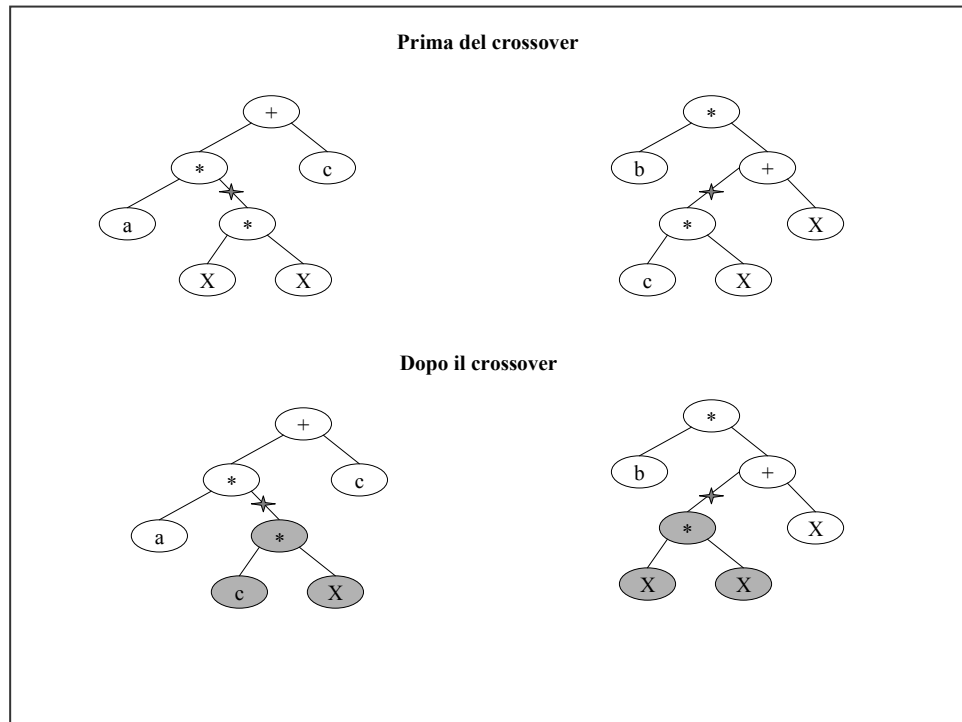 Prima del crossover
+ *
* c b +
a * * X
X X c X
Dopo il crossover
+ *
* c b +
a * * X
c X X X